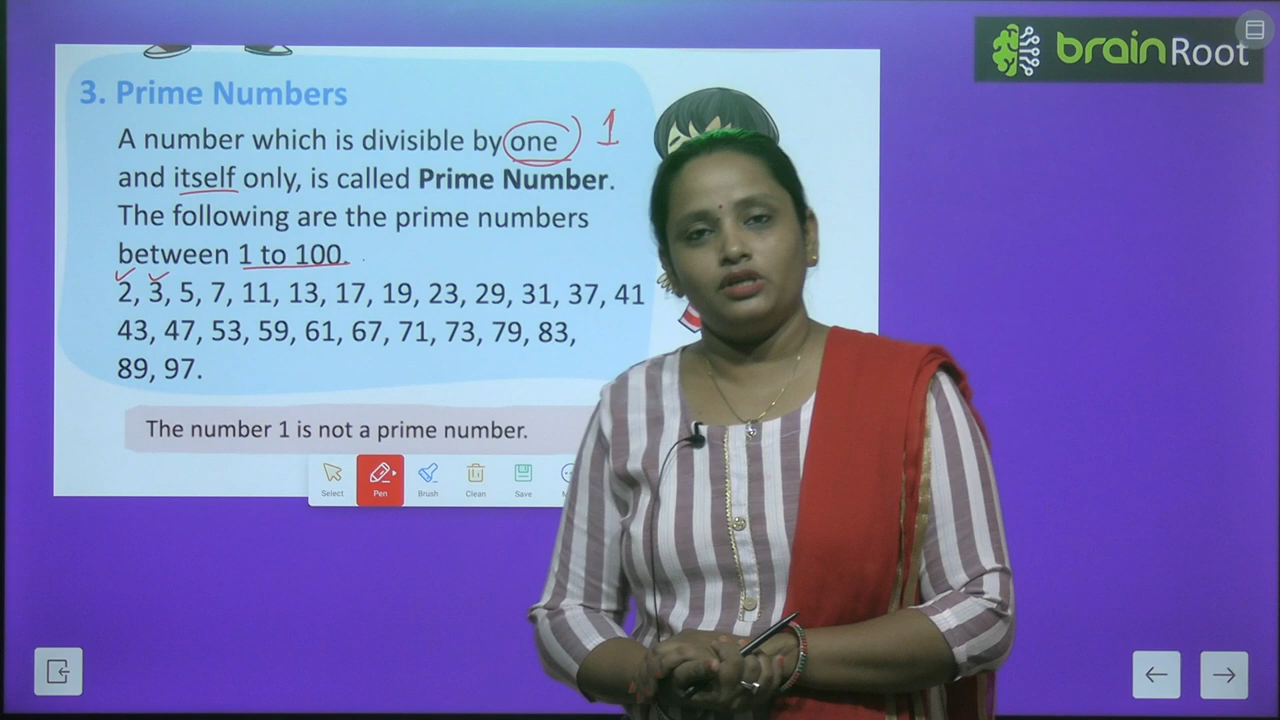 brainRoot
3. Prime Numbers
A number which is divisible by one 1
and itself only, is called Prime Number.
The following are the prime numbers
between 1 to 100.
2, 3, 5, 7, 11, 13, 17, 19, 23, 29, 31, 37, 41
43, 47, 53, 59, 61, 67, 71, 73, 79, 83,
89, 97.
The number 1 is not a prime number.
Select Pen Brush Clean Save